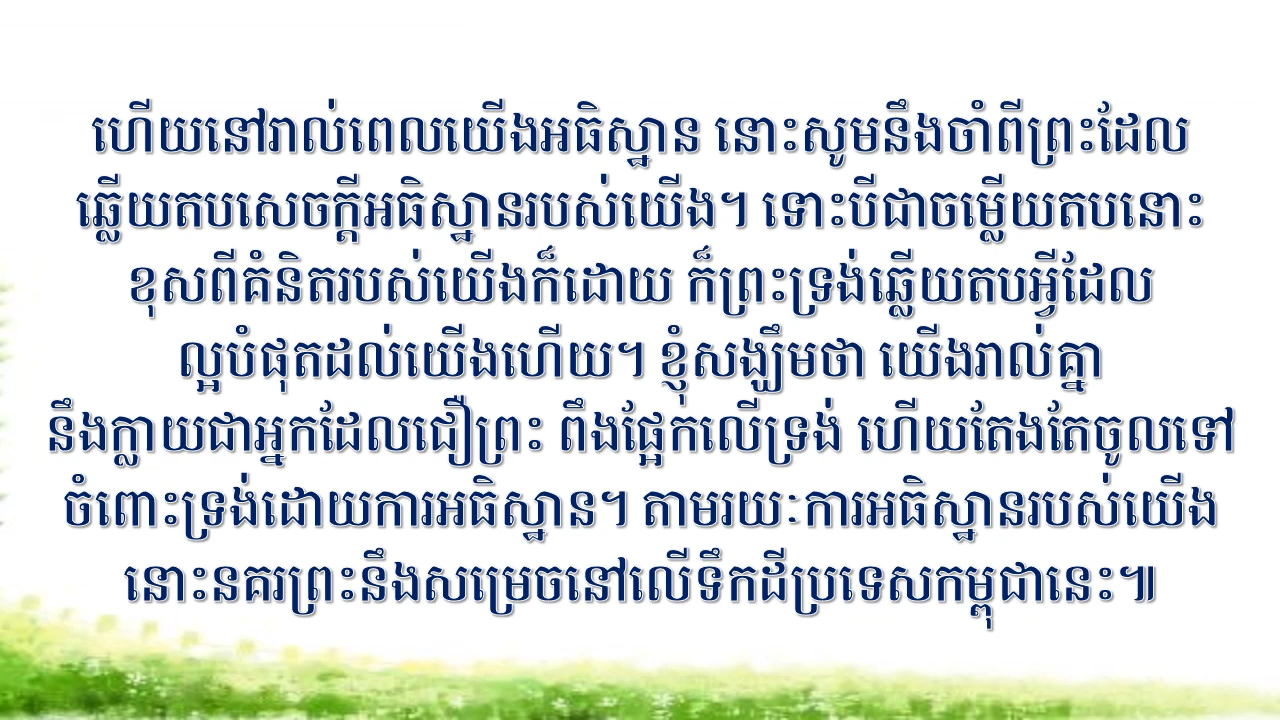 ហើយនៅរាល់ពេលយើងអធិស្ឋាន នោះសូមនឹងចាំពីព្រះដែល
ឆ្លើយតបសេចក្ដីអធិស្ឋានរបស់យើង។ ទោះបីជាចម្លើយតបនោះ
ខុសពីគំនិតរបស់យើងក៏ដោយ ក៏ព្រះទ្រង់ឆ្លើយតបអ្វីដែល
ល្អបំផុតដល់យើងហើយ។ ខ្ញុំសង្ឃឹមថា យើងរាល់គ្នា
នឹងក្លាយជាអ្នកដែលជឿព្រះ ពឹងផ្អែកលើទ្រង់ ហើយតែងតែចូលទៅ
ចំពោះទ្រង់ដោយការអធិស្ឋាន។ តាមរយៈការអធិស្ឋានរបស់យើង
នោះនគរព្រះនឹងសម្រេចនៅលើទឹកដីប្រទេសកម្ពុជានេះ៕